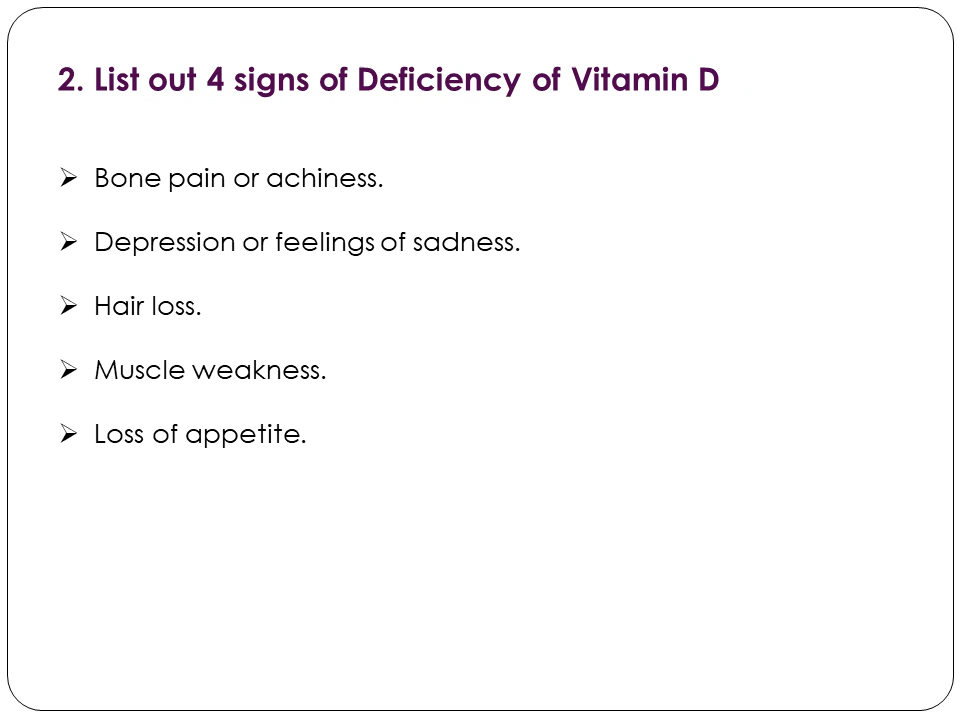 2. List out 4 signs of Deficiency of Vitamin D
➢ Bone pain or achiness.
➢ Depression or feelings of sadness.
➢ Hair loss.
➢ Muscle weakness.
➢ Loss of appetite.